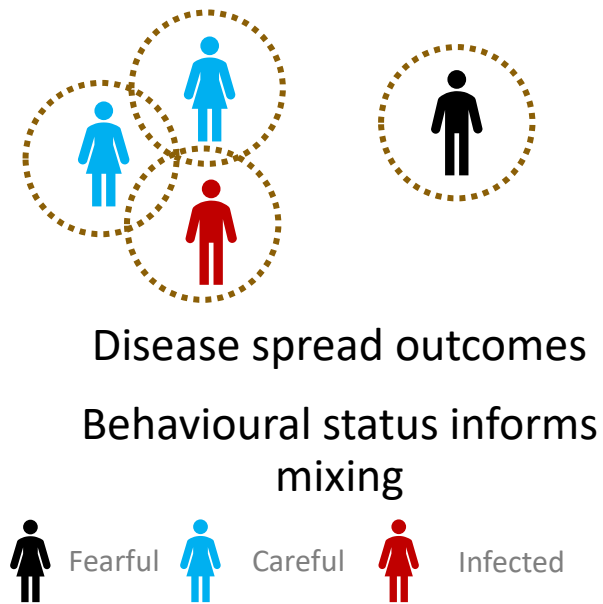 Disease spread outcomes
Behavioural status informs
mixing
Fearful Careful Infected